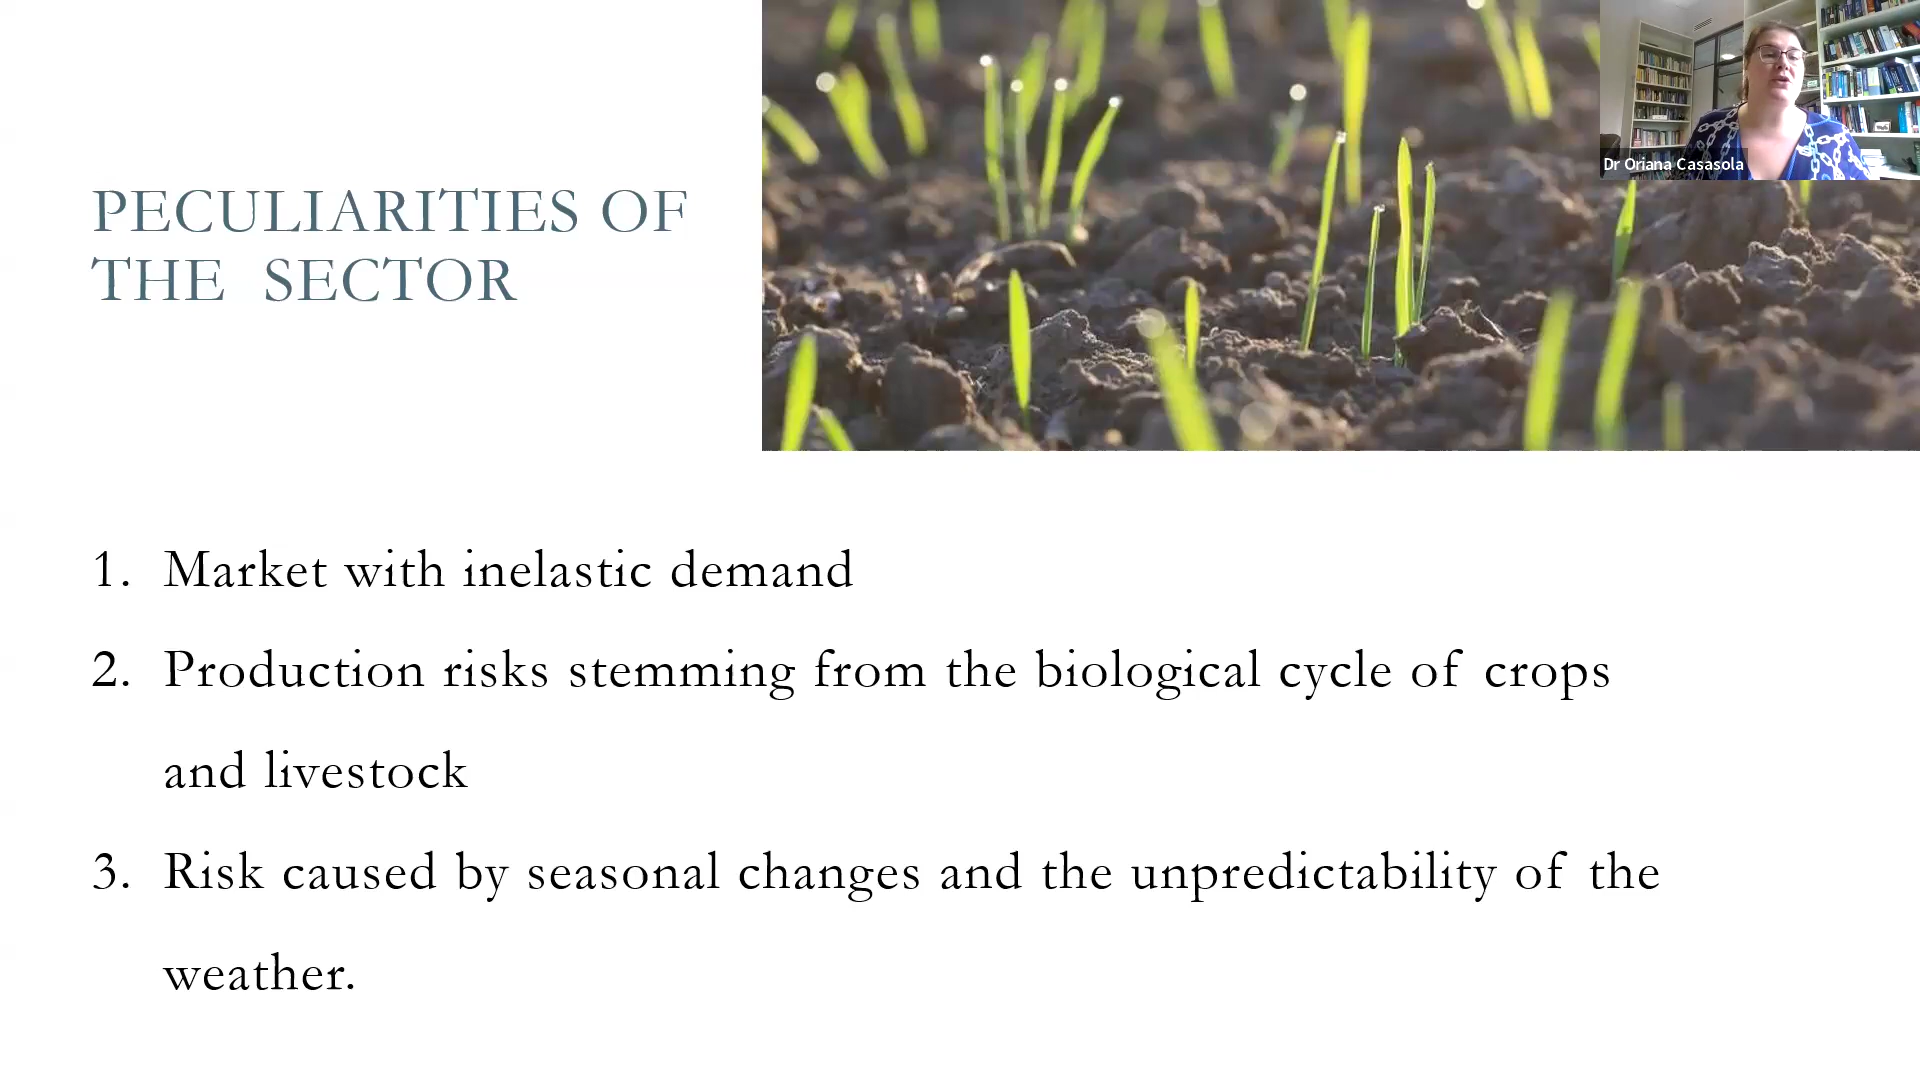 PECULIARITIES OF
THE SECTOR
Dr Oriana Casasola
1. Market with inelastic demand
2. Production risks stemming from the biological cycle of crops
and livestock
3. Risk caused by seasonal changes and the unpredictability of the
weather.